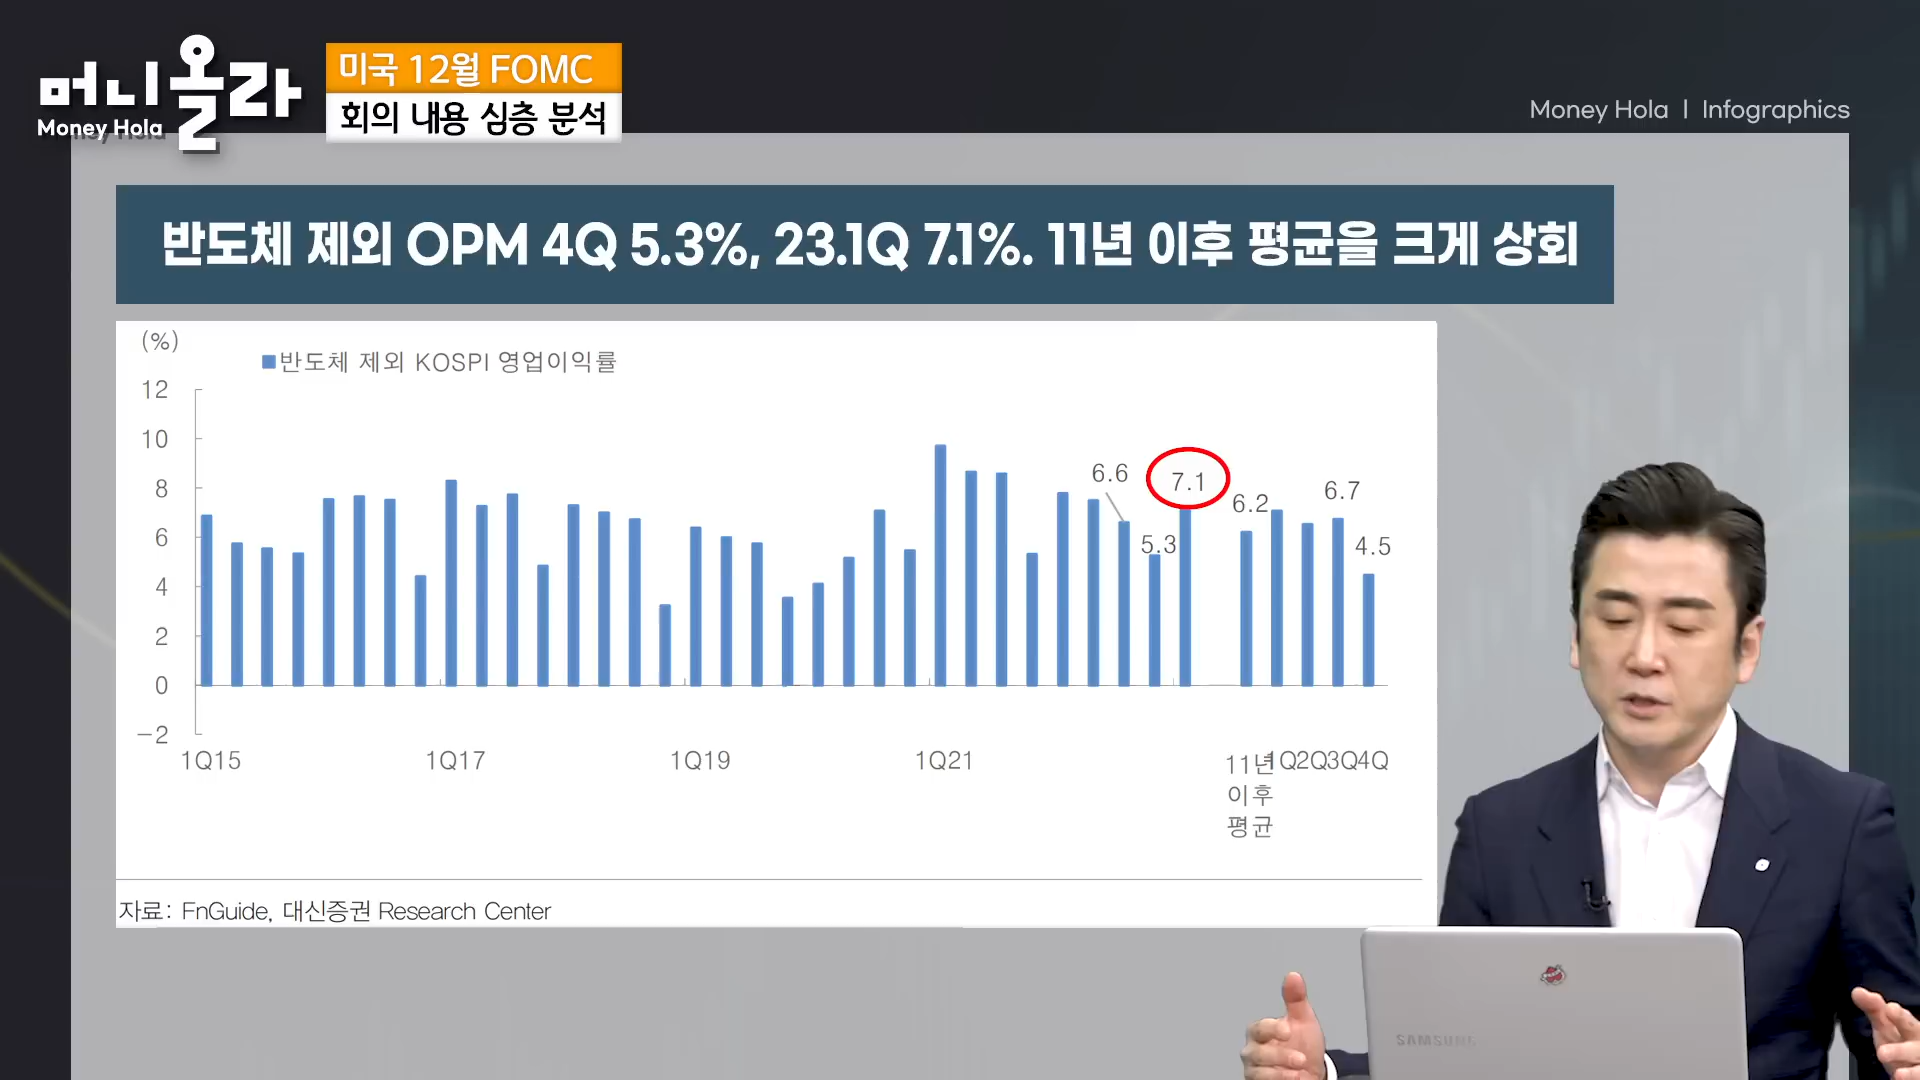 머니올라
Money Hola
미국 12월 FOMC
회의 내용 심층 분석
Money Hola | Infographics
반도체 제외 OPM 4Q 5.3%, 23.1Q 7.1%. 11년 이후 평균을 크게 상회
(%)
반도체 제외 KOSPI 영업이익률
12
10
8
6
4
2
0
-2
6.6
7.1
5.3
6.2
6.7
4.5
1Q15
1Q17
1Q19
1Q21
11년
이후
평균
1Q2Q3Q4Q
자료: FnGuide, 대신증권 Research Center
SAMSUNG